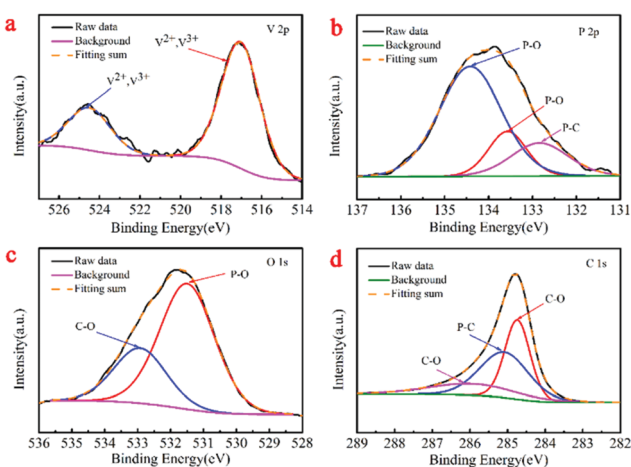 a
V 2p
Raw data
Background
Fitting sum
V2+,V3+
V2+,V3+
Intensity(a.u.)
526 524 522 520 518 516 514
Binding Energy(eV)
b
P 2p
Raw data
Background
Fitting sum
P-O
P-O
P-C
Intensity(a.u.)
137 136 135 134 133 132 131
Binding Energy(eV)
c
O 1s
Raw data
Background
Fitting sum
P-O
C-O
Intensity(a.u.)
536 535 534 533 532 531 530 529 528
Binding Energy(eV)
d
C 1s
Raw data
Background
Fitting sum
C-O
P-C
C-O
Intensity(a.u.)
289 288 287 286 285 284 283 282
Binding Energy(eV)